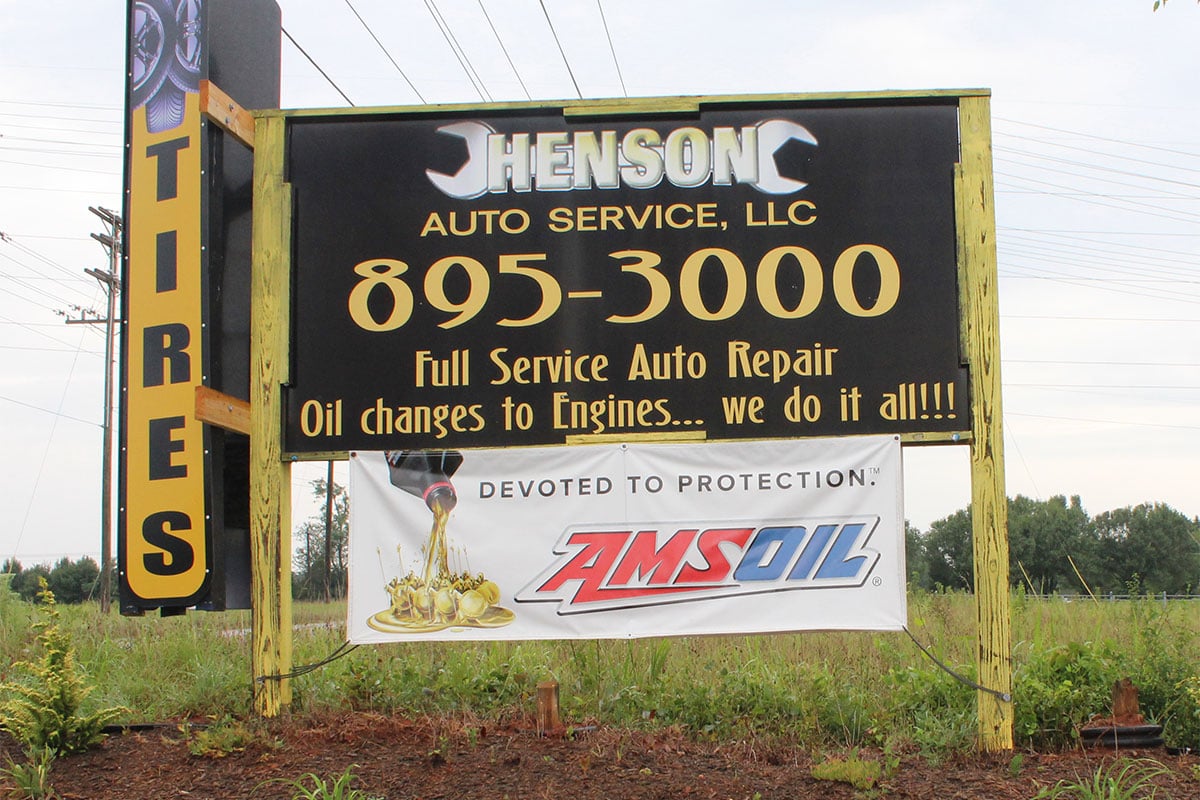 TIRES
HENSON
AUTO SERVICE, LLC
895-3000
Full Service Auto Repair
Oil changes to Engines... we do it all!!!
DEVOTED TO PROTECTION.™
AMSOIL®